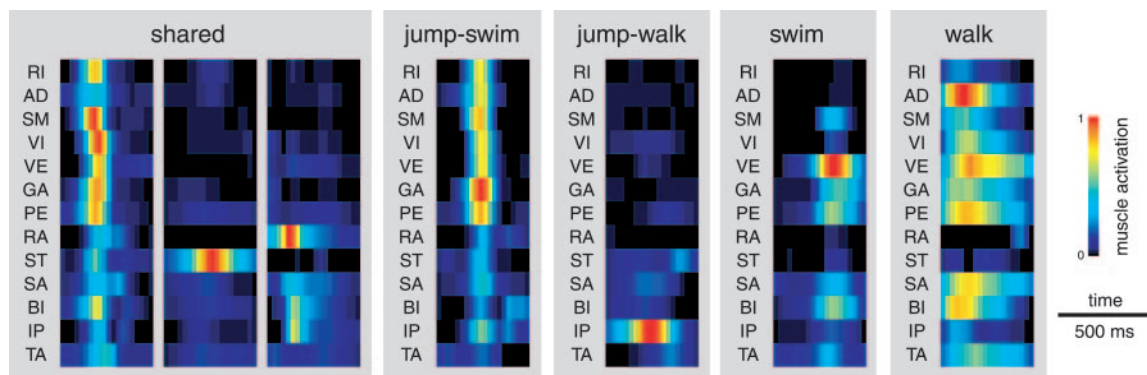 shared
jump-swim
jump-walk
swim
walk
RI
AD
SM
VI
VE
GA
PE
RA
ST
SA
BI
IP
TA
RI
AD
SM
VI
VE
GA
PE
RA
ST
SA
BI
IP
TA
RI
AD
SM
VI
VE
GA
PE
RA
ST
SA
BI
IP
TA
RI
AD
SM
VI
VE
GA
PE
RA
ST
SA
BI
IP
TA
RI
AD
SM
VI
VE
GA
PE
RA
ST
SA
BI
IP
TA
1
muscle activation
0
time
500 ms